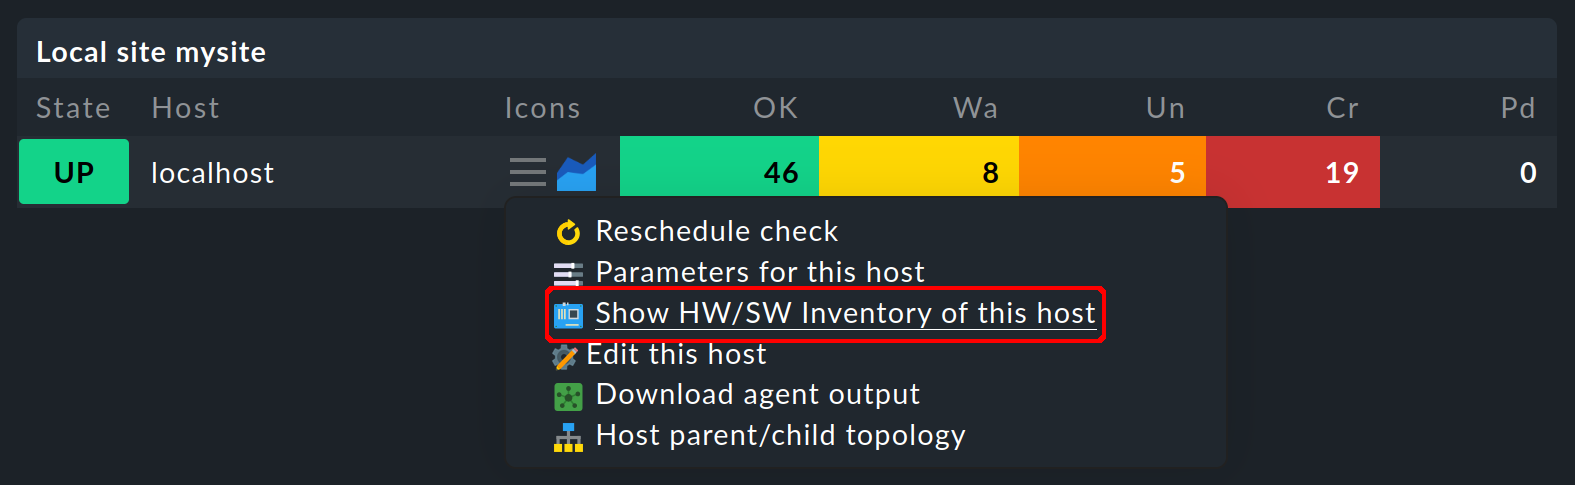 Local site mysite
State Host Icons OK Wa Un Cr Pd
UP localhost 46 8 5 19 0
Reschedule check
Parameters for this host
Show HW/SW Inventory of this host
Edit this host
Download agent output
Host parent/child topology